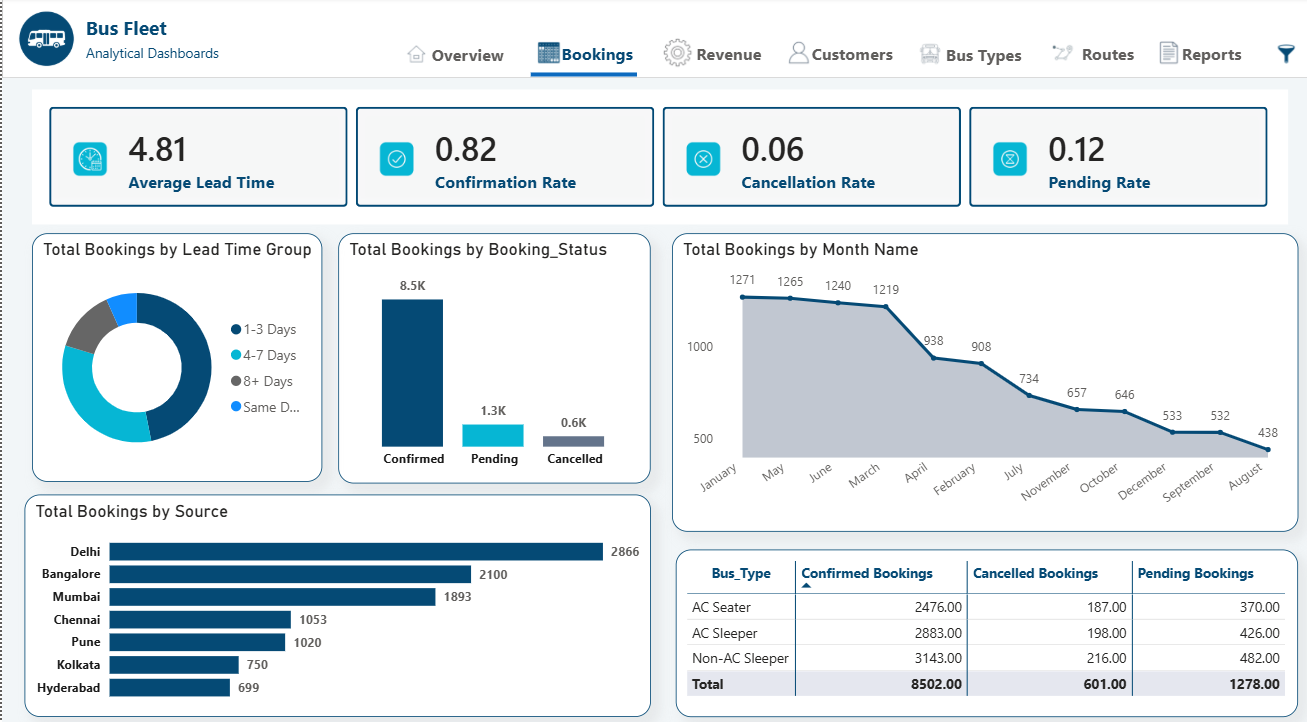 Bus Fleet
Analytical Dashboards
Overview
Bookings
Revenue
Customers
Bus Types
Routes
Reports
4.81
Average Lead Time
0.82
Confirmation Rate
0.06
Cancellation Rate
0.12
Pending Rate
Total Bookings by Lead Time Group
1-3 Days
4-7 Days
8+ Days
Same D...
Total Bookings by Booking_Status
8.5K
1.3K
0.6K
Confirmed Pending Cancelled
Total Bookings by Month Name
1271 1265 1240 1219 938 908 734 657 646 533 532 438
1000
500
January May June March April February July November October December September August
Total Bookings by Source
Delhi 2866
Bangalore 2100
Mumbai 1893
Chennai 1053
Pune 1020
Kolkata 750
Hyderabad 699
Bus_Type Confirmed Bookings Cancelled Bookings Pending Bookings
AC Seater 2476.00 187.00 370.00
AC Sleeper 2883.00 198.00 426.00
Non-AC Sleeper 3143.00 216.00 482.00
Total 8502.00 601.00 1278.00